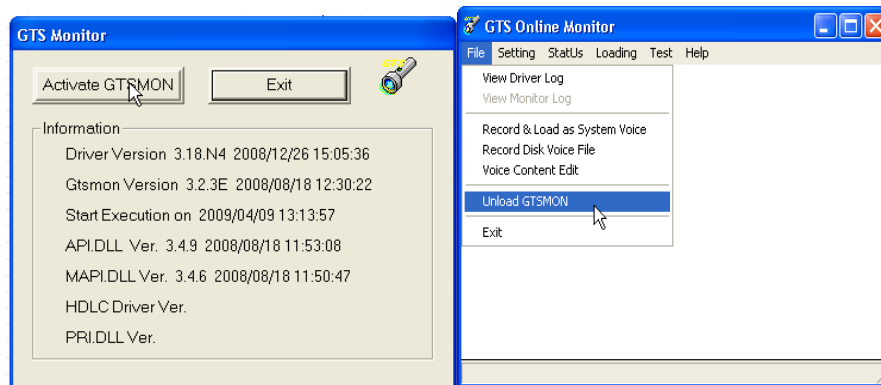 GTS Monitor
GTS
Activate GTSMON
Exit
Information
Driver Version 3.18.N4 2008/12/26 15:05:36
Gtsmon Version 3.2.3E 2008/08/18 12:30:22
Start Execution on 2009/04/09 13:13:57
API.DLL Ver. 3.4.9 2008/08/18 11:53:08
MAPI.DLL Ver. 3.4.6 2008/08/18 11:50:47
HDLC Driver Ver.
PRI.DLL Ver.
GTS Online Monitor
File Setting StatUs Loading Test Help
View Driver Log
View Monitor Log
Record & Load as System Voice
Record Disk Voice File
Voice Content Edit
Unload GTSMON
Exit